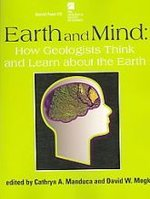 Earth and Mind:
How Geologists Think
and Learn about the Earth
edited by Cathryn A. Manduca and David W. Mogk